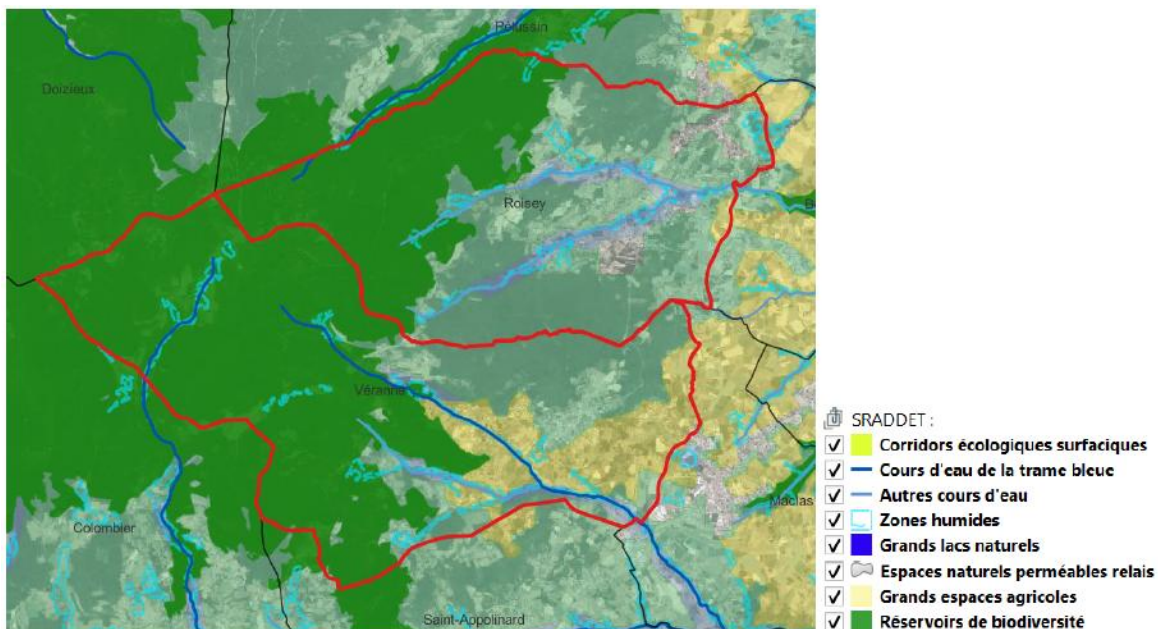 Pélussin
Doizieux
Roisey
Véranne
Maclas
Colombier
Saint-Appolinard
SRADDET :
Corridors écologiques surfaciques
Cours d'eau de la trame bleue
Autres cours d'eau
Zones humides
Grands lacs naturels
Espaces naturels perméables relais
Grands espaces agricoles
Réservoirs de biodiversité